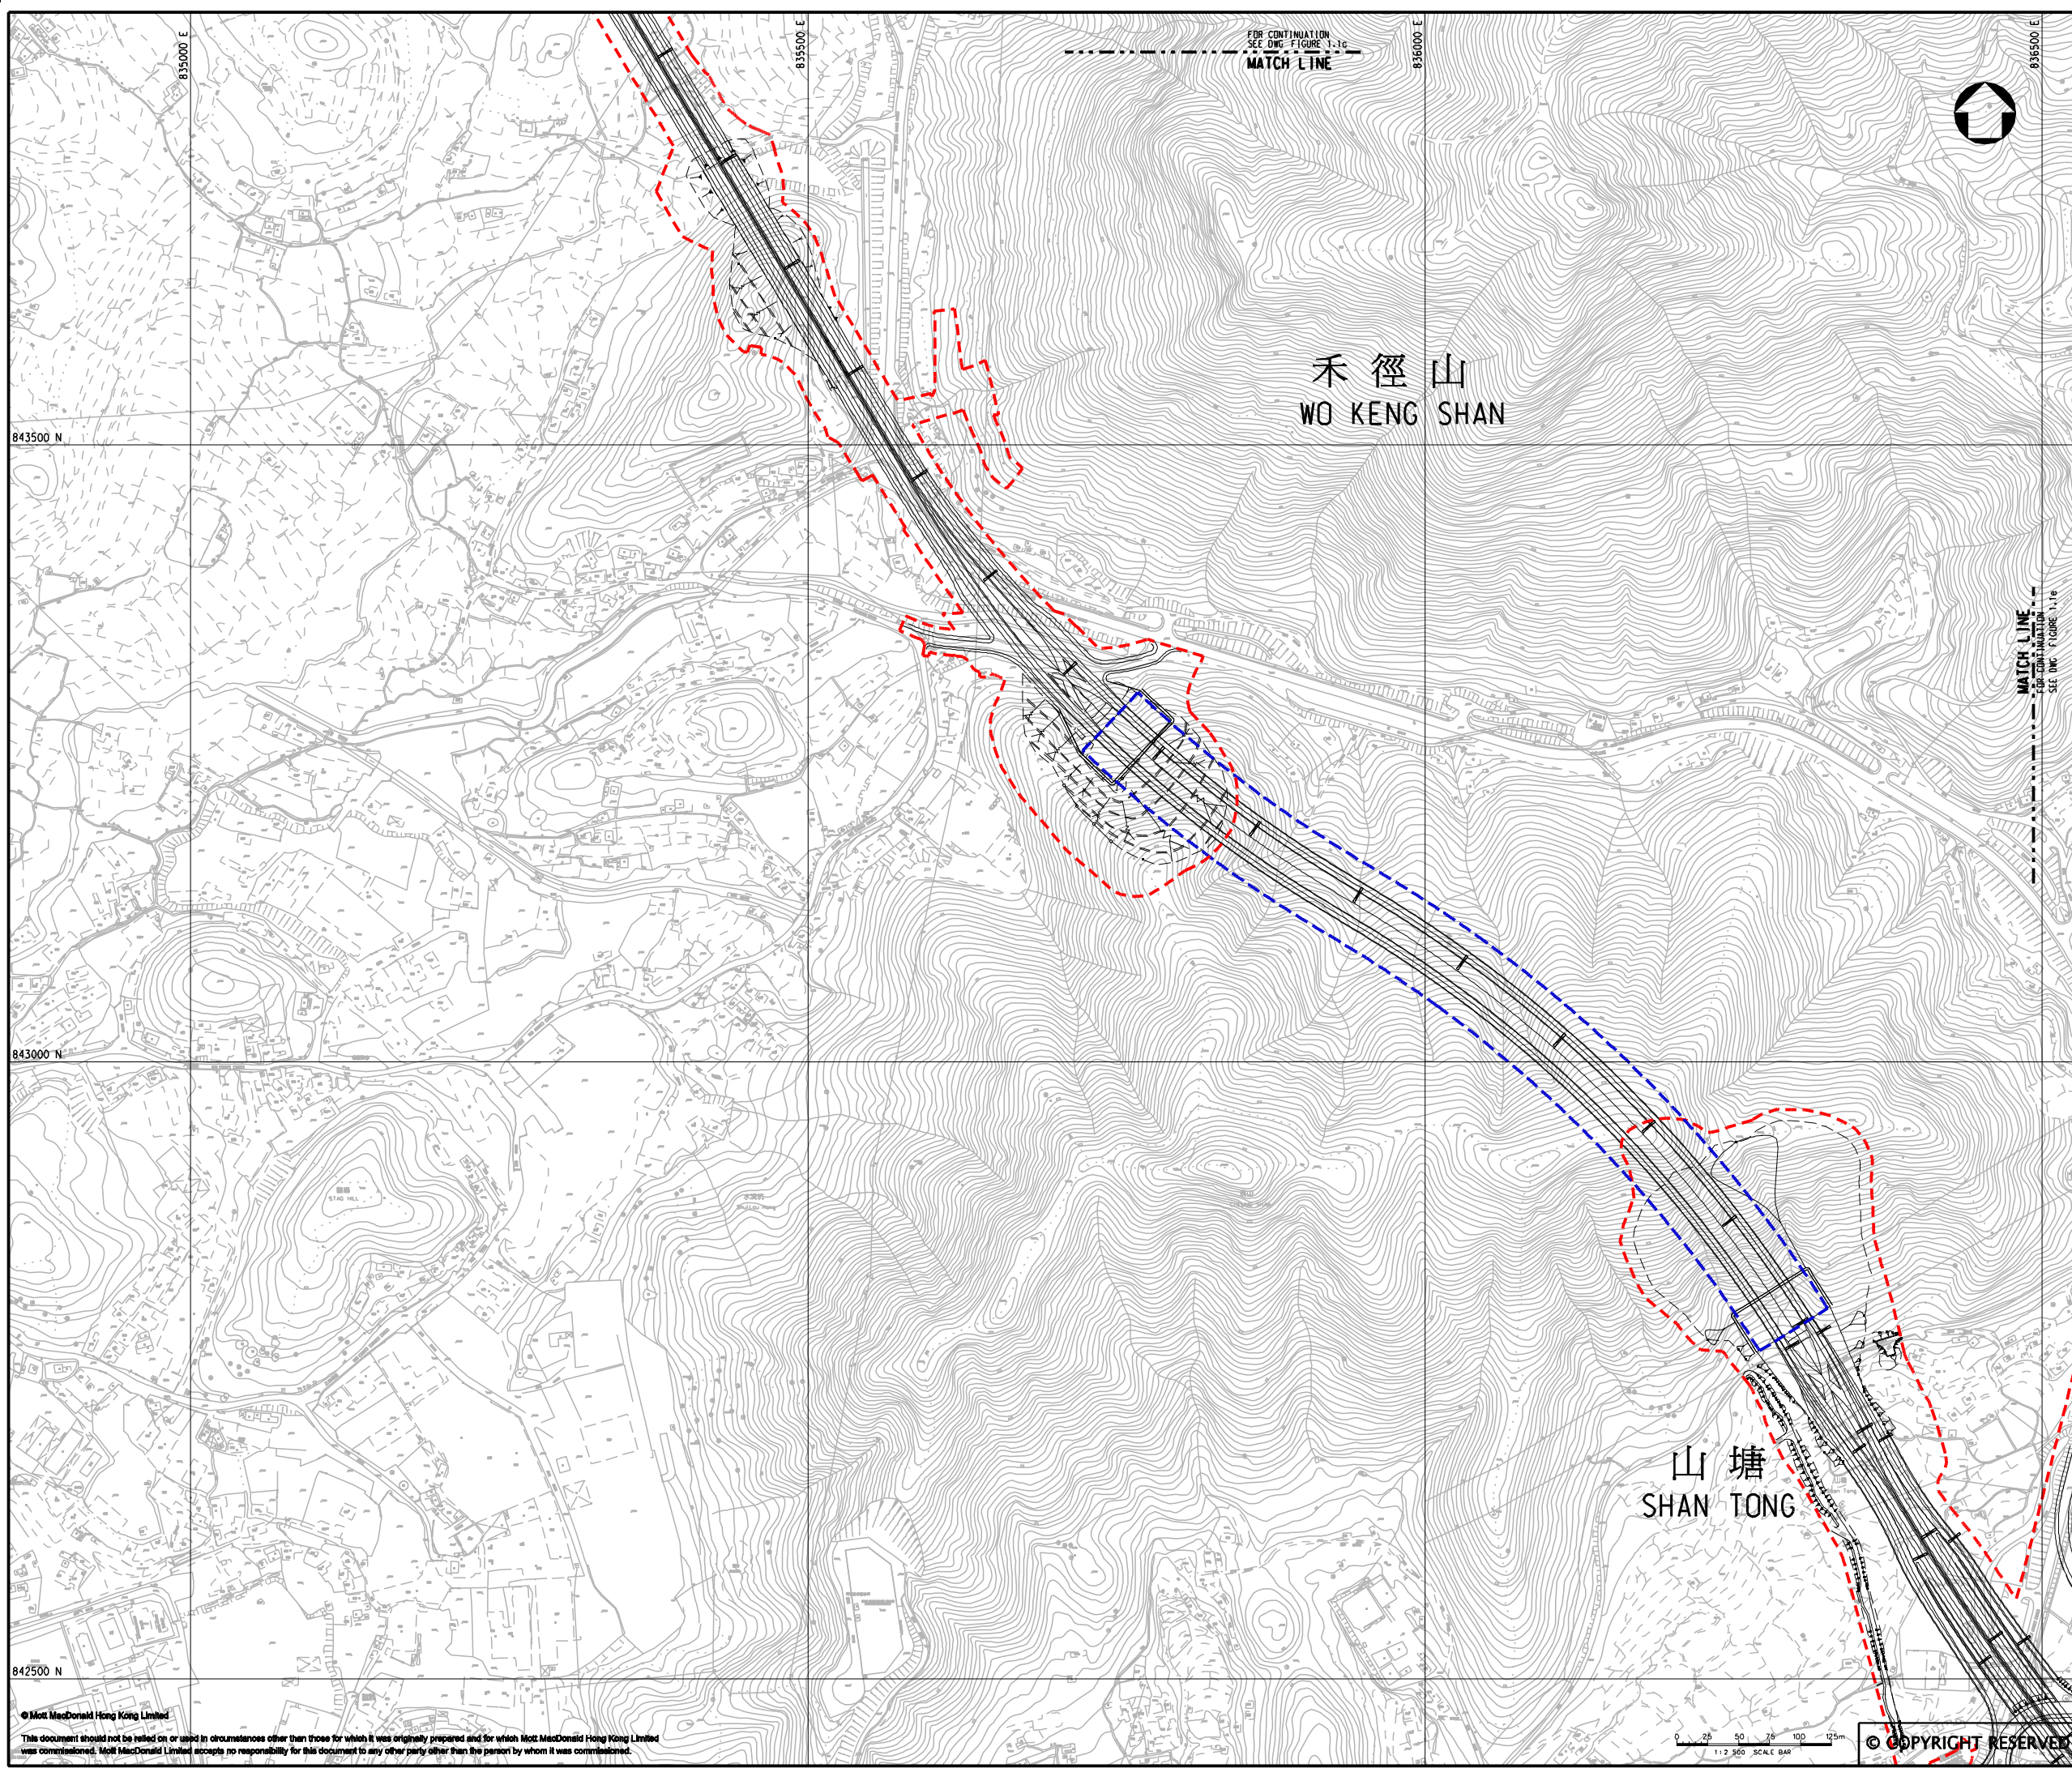 835000 E
835500 E
836000 E
836500 E
FOR CONTINUATION
SEE DWG FIGURE 1.1c
MATCH LINE
禾 徑 山
WO KENG SHAN
843500 N
MATCH LINE
FOR CONTINUATION
SEE DWG FIGURE 1.1e
843000 N
STAG HILL
山 塘
SHAN TONG
842500 N
© Mott MacDonald Hong Kong Limited
This document should not be relied on or used in circumstances other than those for which it was originally prepared and for which Mott MacDonald Hong Kong Limited
was commissioned. Mott MacDonald Limited accepts no responsibility for this document to any other party other than the person by whom it was commissioned.
0 25 50 75 100 125m
1:2 500 SCALE BAR
© COPYRIGHT RESERVED